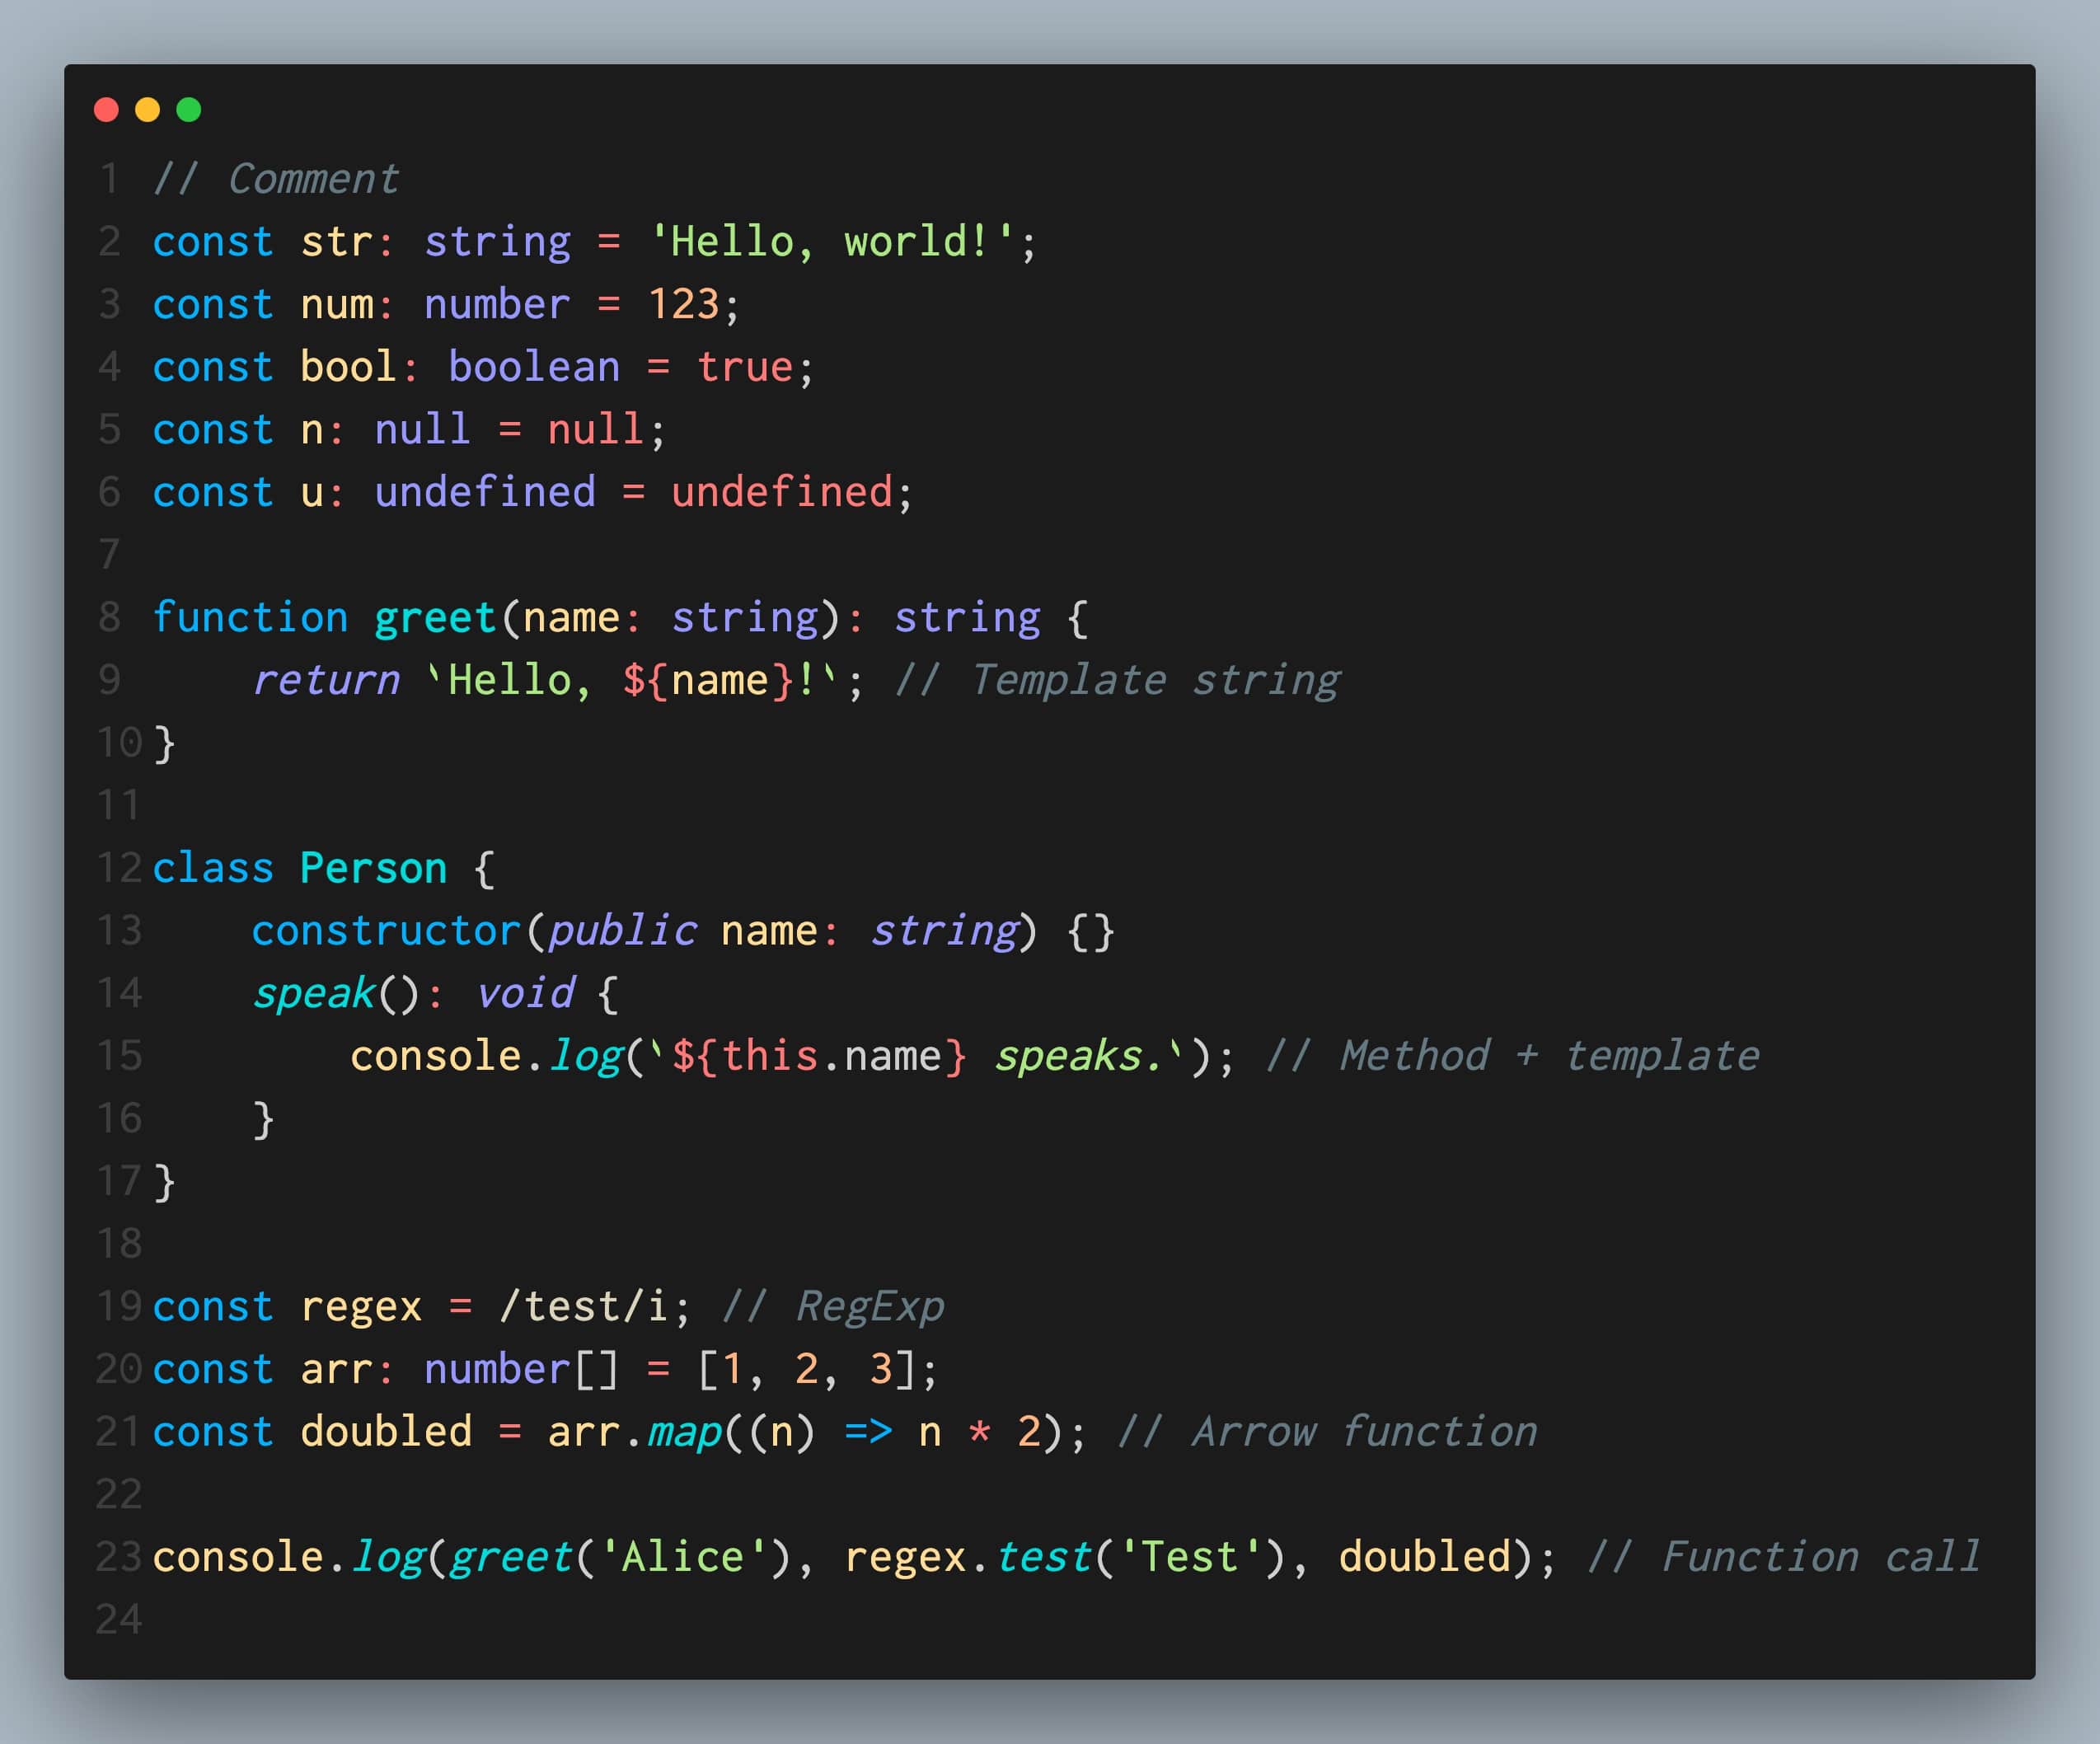 1 // Comment
2 const str: string = 'Hello, world!';
3 const num: number = 123;
4 const bool: boolean = true;
5 const n: null = null;
6 const u: undefined = undefined;
7
8 function greet(name: string): string {
9     return `Hello, ${name}!`; // Template string
10 }
11
12 class Person {
13     constructor(public name: string) {}
14     speak(): void {
15         console.log(`${this.name} speaks.`); // Method + template
16     }
17 }
18
19 const regex = /test/i; // RegExp
20 const arr: number[] = [1, 2, 3];
21 const doubled = arr.map((n) => n * 2); // Arrow function
22
23 console.log(greet('Alice'), regex.test('Test'), doubled); // Function call
24